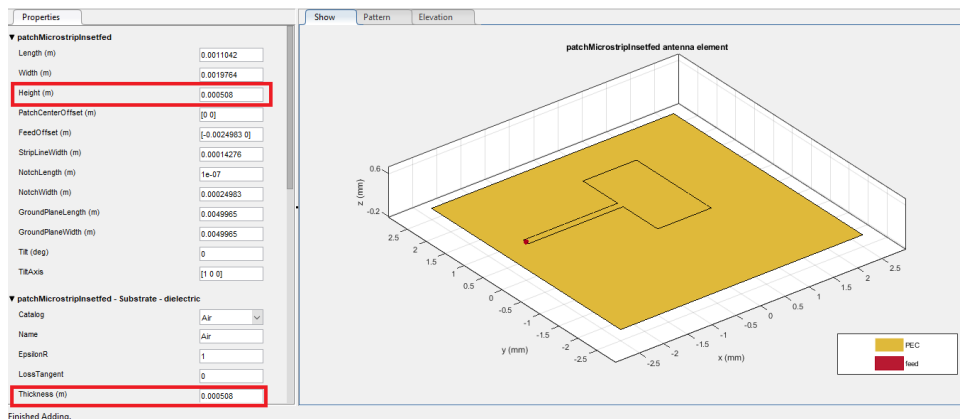 Properties
▼ patchMicrostripInsetfed
Length (m) 0.0011042
Width (m) 0.0019764
Height (m) 0.000508
PatchCenterOffset (m) [0 0]
FeedOffset (m) [-0.0024983 0]
StripLineWidth (m) 0.00014276
NotchLength (m) 1e-07
NotchWidth (m) 0.00024983
GroundPlaneLength (m) 0.0049965
GroundPlaneWidth (m) 0.0049965
Tilt (deg) 0
TiltAxis [1 0 0]
▼ patchMicrostripInsetfed - Substrate - dielectric
Catalog Air
Name Air
EpsilonR 1
LossTangent 0
Thickness (m) 0.000508
Finished Adding.
Show Pattern Elevation
patchMicrostripInsetfed antenna element
z (mm)
0.6
-0.2
2.5
2
1.5
1
0.5
0
-0.5
-1
-1.5
-2
-2.5
y (mm)
-2.5
-2
-1.5
-1
-0.5
0
0.5
1
1.5
2
2.5
x (mm)
PEC
feed